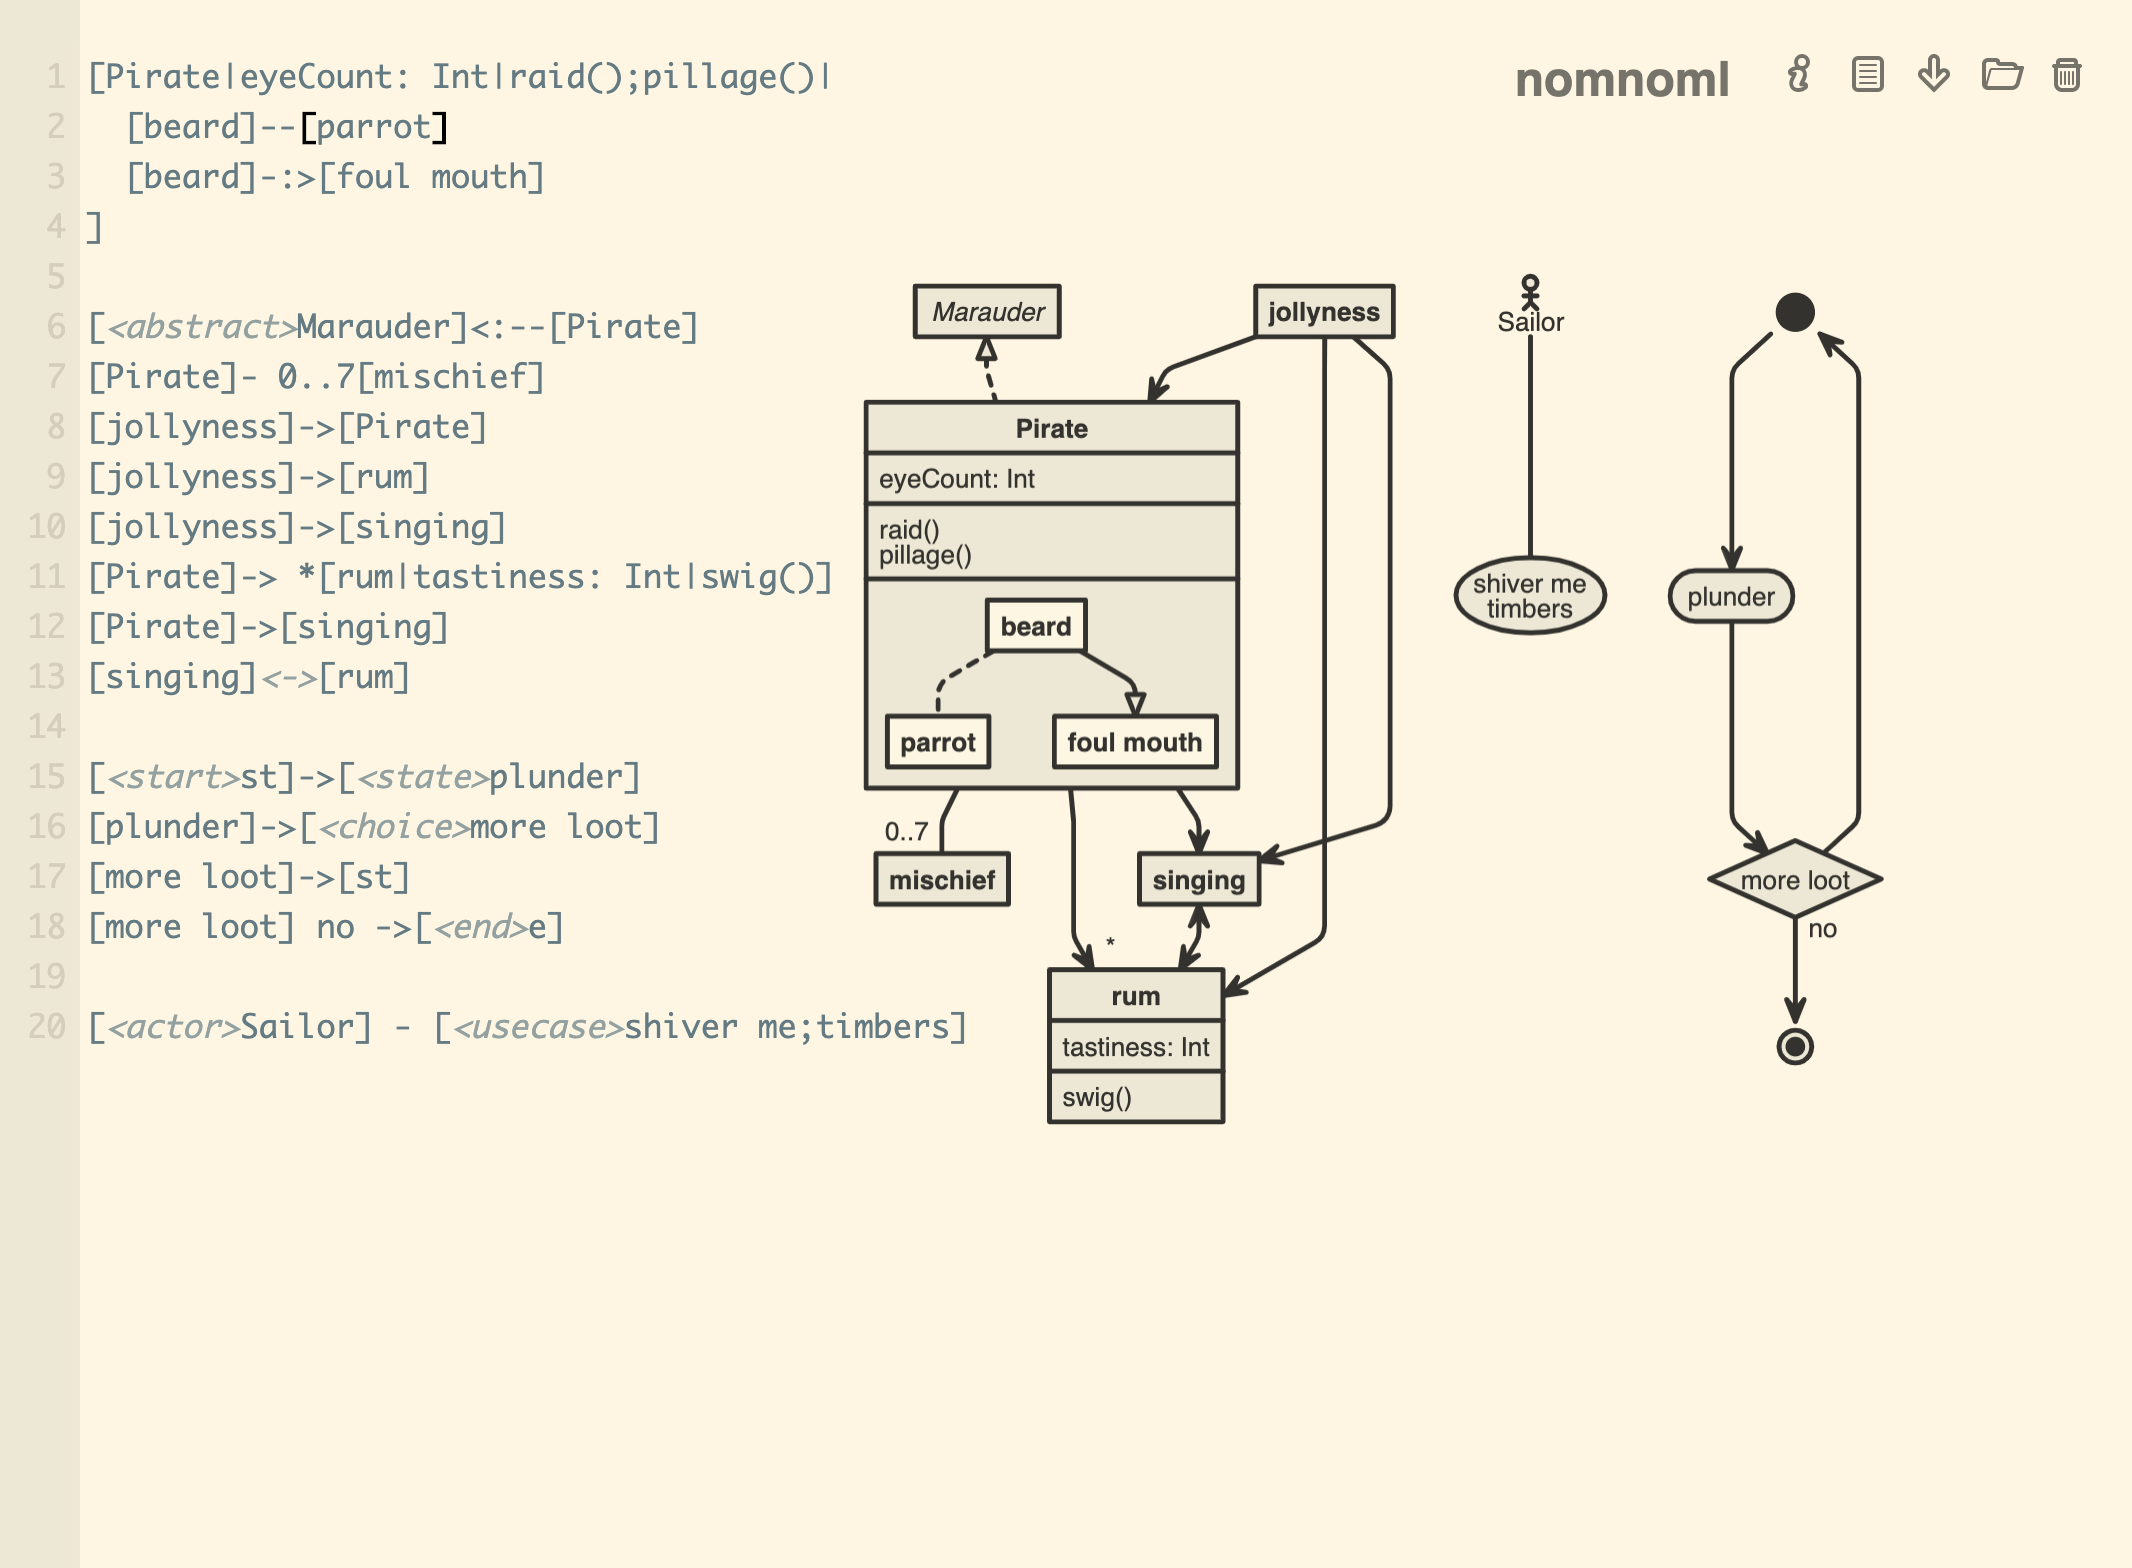 nomnoml
1 [Pirate|eyeCount: Int|raid();pillage()|
2   [beard]--[parrot]
3   [beard]-:>[foul mouth]
4 ]
5
6 [<abstract>Marauder]<:--[Pirate]
7 [Pirate]- 0..7[mischief]
8 [jollyness]->[Pirate]
9 [jollyness]->[rum]
10 [jollyness]->[singing]
11 [Pirate]-> *[rum|tastiness: Int|swig()]
12 [Pirate]->[singing]
13 [singing]<->[rum]
14
15 [<start>st]->[<state>plunder]
16 [plunder]->[<choice>more loot]
17 [more loot]->[st]
18 [more loot] no ->[<end>e]
19
20 [<actor>Sailor] - [<usecase>shiver me;timbers]
Marauder
jollyness
Pirate
eyeCount: Int
raid()
pillage()
beard
parrot
foul mouth
0..7
mischief
singing
*
rum
tastiness: Int
swig()
Sailor
shiver me
timbers
plunder
more loot
no